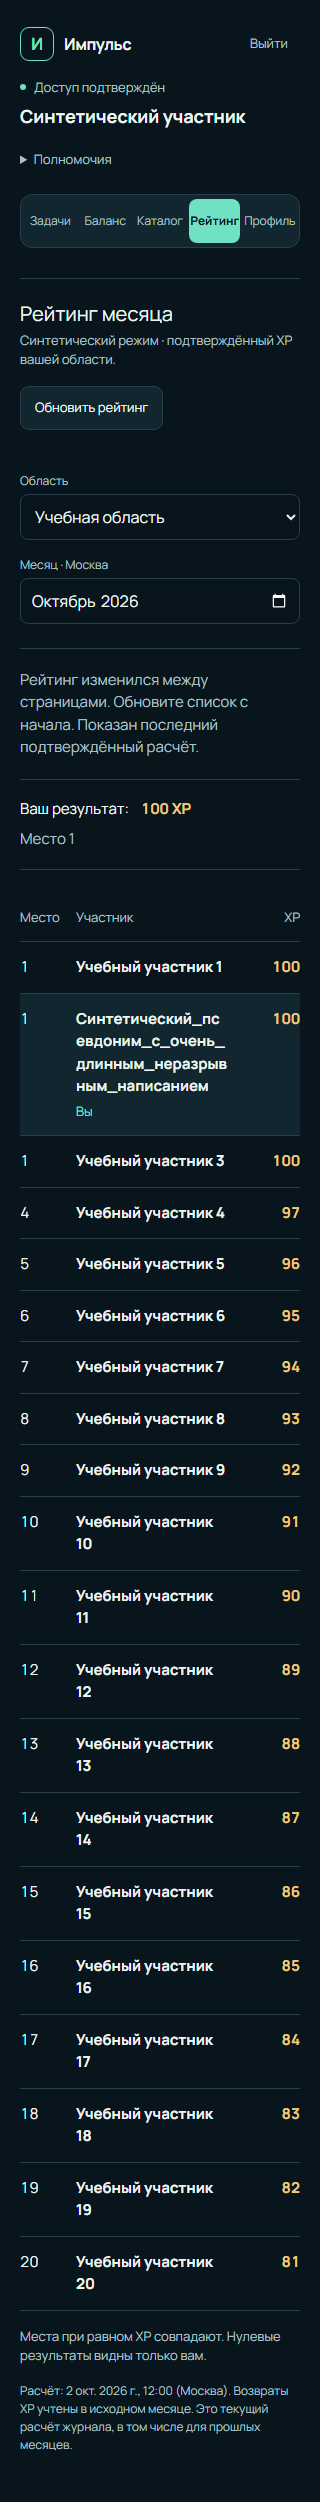 И Импульс Выйти
Доступ подтверждён
Синтетический участник
Полномочия
Задачи Баланс Каталог Рейтинг Профиль
Рейтинг месяца
Синтетический режим · подтверждённый XP
вашей области.
Обновить рейтинг
Область
Учебная область
Месяц · Москва
Октябрь 2026
Рейтинг изменился между
страницами. Обновите список с
начала. Показан последний
подтверждённый расчёт.
Ваш результат: 100 XP
Место 1
Место Участник XP
1 Учебный участник 1 100
1 Синтетический_пс 100
евдоним_с_очень_
длинным_неразрыв
ным_написанием
Вы
1 Учебный участник 3 100
4 Учебный участник 4 97
5 Учебный участник 5 96
6 Учебный участник 6 95
7 Учебный участник 7 94
8 Учебный участник 8 93
9 Учебный участник 9 92
10 Учебный участник 91
10
11 Учебный участник 90
11
12 Учебный участник 89
12
13 Учебный участник 88
13
14 Учебный участник 87
14
15 Учебный участник 86
15
16 Учебный участник 85
16
17 Учебный участник 84
17
18 Учебный участник 83
18
19 Учебный участник 82
19
20 Учебный участник 81
20
Места при равном XP совпадают. Нулевые
результаты видны только вам.
Расчёт: 2 окт. 2026 г., 12:00 (Москва). Возвраты
XP учтены в исходном месяце. Это текущий
расчёт журнала, в том числе для прошлых
месяцев.